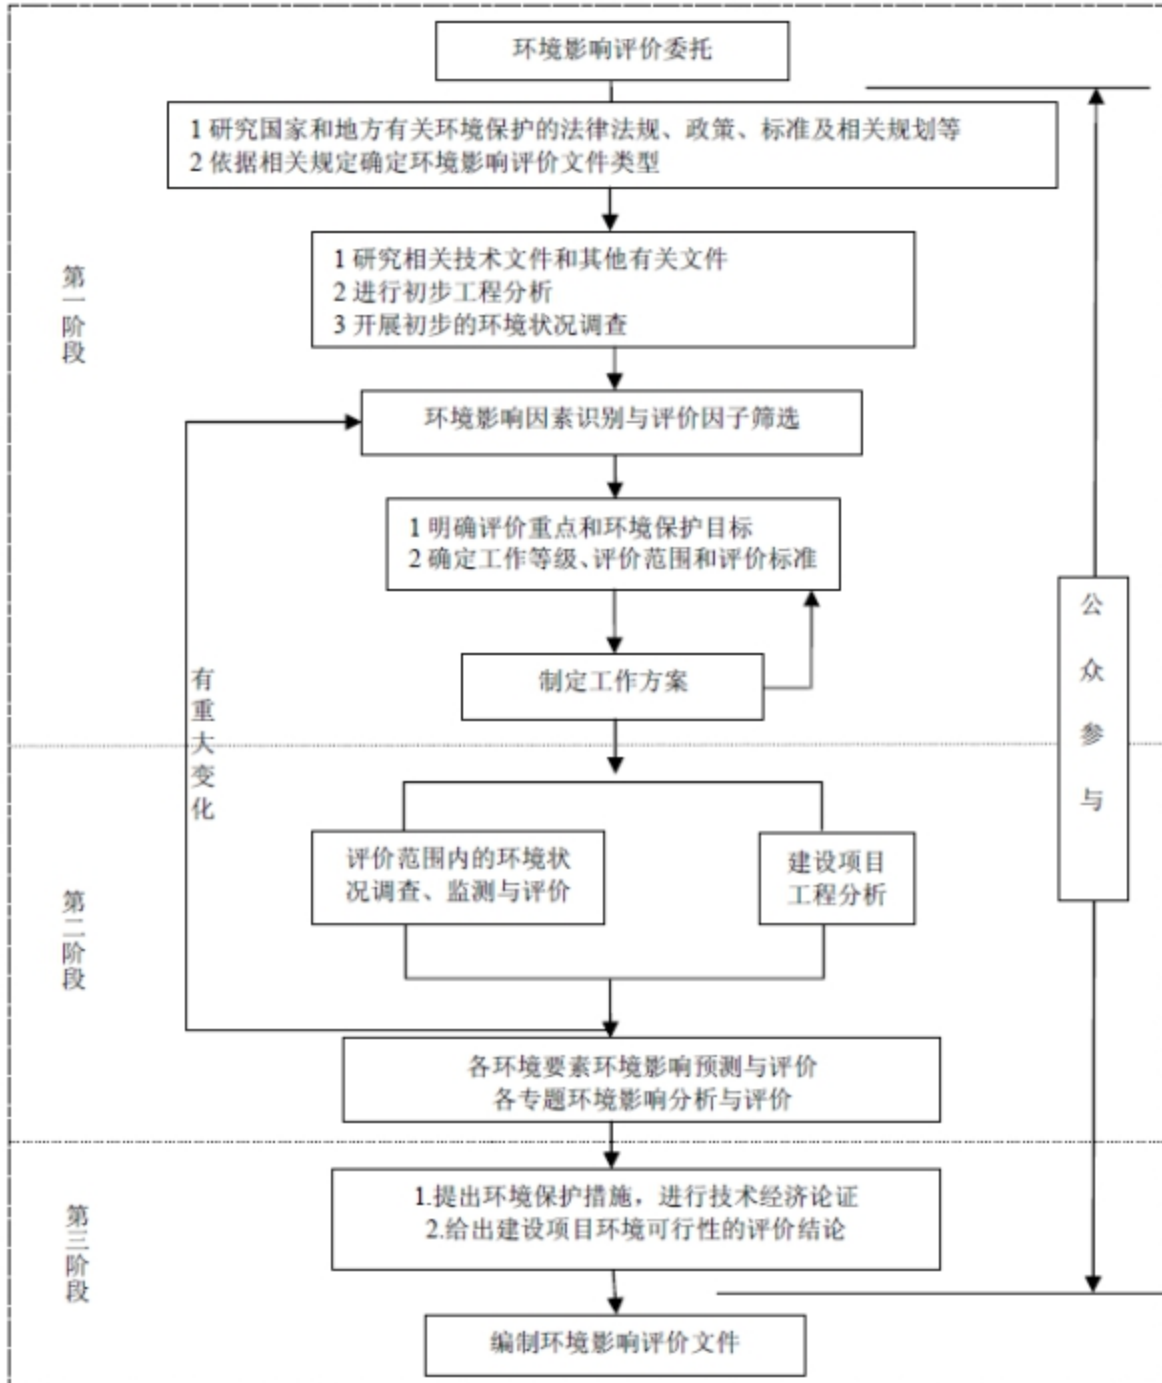 环境影响评价委托
1 研究国家和地方有关环境保护的法律法规、政策、标准及相关规划等
2 依据相关规定确定环境影响评价文件类型
第一阶段
1 研究相关技术文件和其他有关文件
2 进行初步工程分析
3 开展初步的环境状况调查
环境影响因素识别与评价因子筛选
1 明确评价重点和环境保护目标
2 确定工作等级、评价范围和评价标准
制定工作方案
有重大变化
公众参与
评价范围内的环境状
况调查、监测与评价
建设项目
工程分析
第二阶段
各环境要素环境影响预测与评价
各专题环境影响分析与评价
第三阶段
1.提出环境保护措施，进行技术经济论证
2.给出建设项目环境可行性的评价结论
编制环境影响评价文件